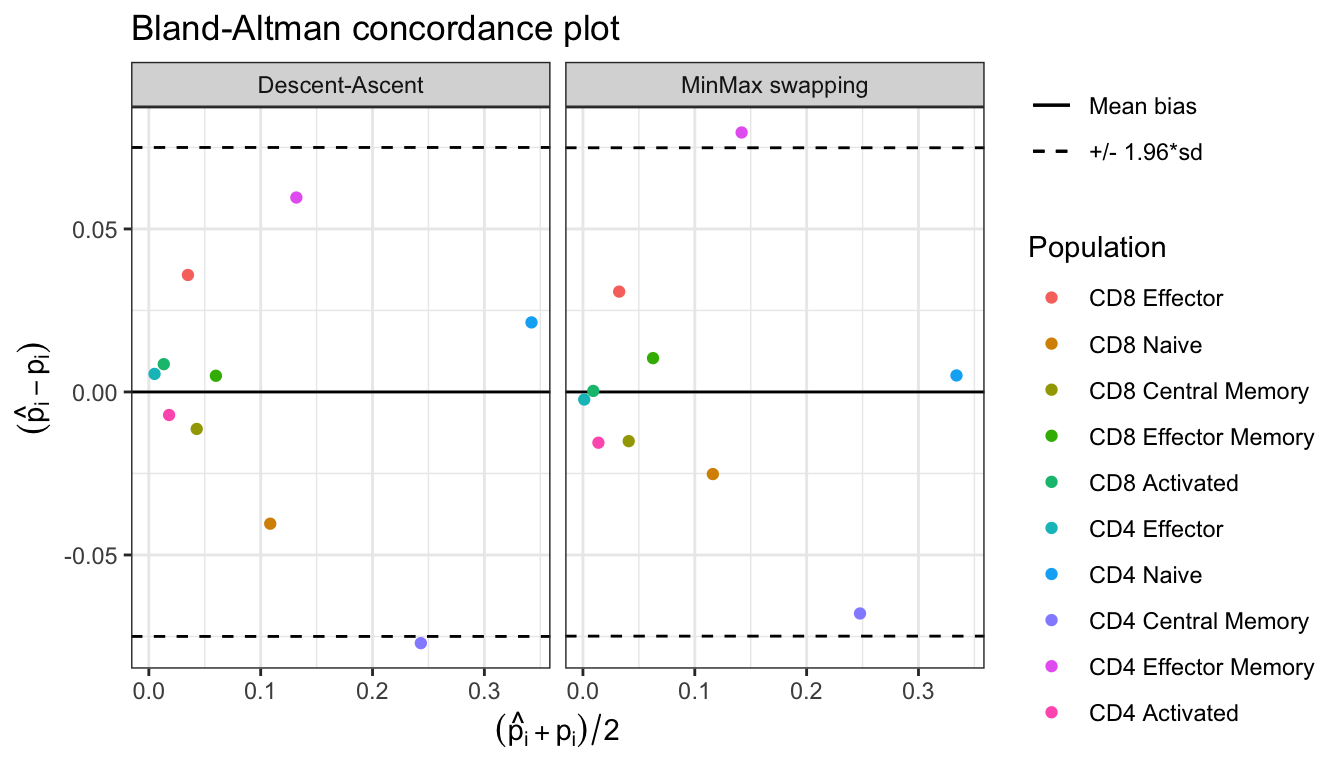 Bland-Altman concordance plot
Descent-Ascent
MinMax swapping
0.05
0.00
-0.05
(p̂ᵢ − pᵢ)
0.0 0.1 0.2 0.3
0.0 0.1 0.2 0.3
(p̂ᵢ + pᵢ)/2
Mean bias
+/- 1.96*sd
Population
CD8 Effector
CD8 Naive
CD8 Central Memory
CD8 Effector Memory
CD8 Activated
CD4 Effector
CD4 Naive
CD4 Central Memory
CD4 Effector Memory
CD4 Activated